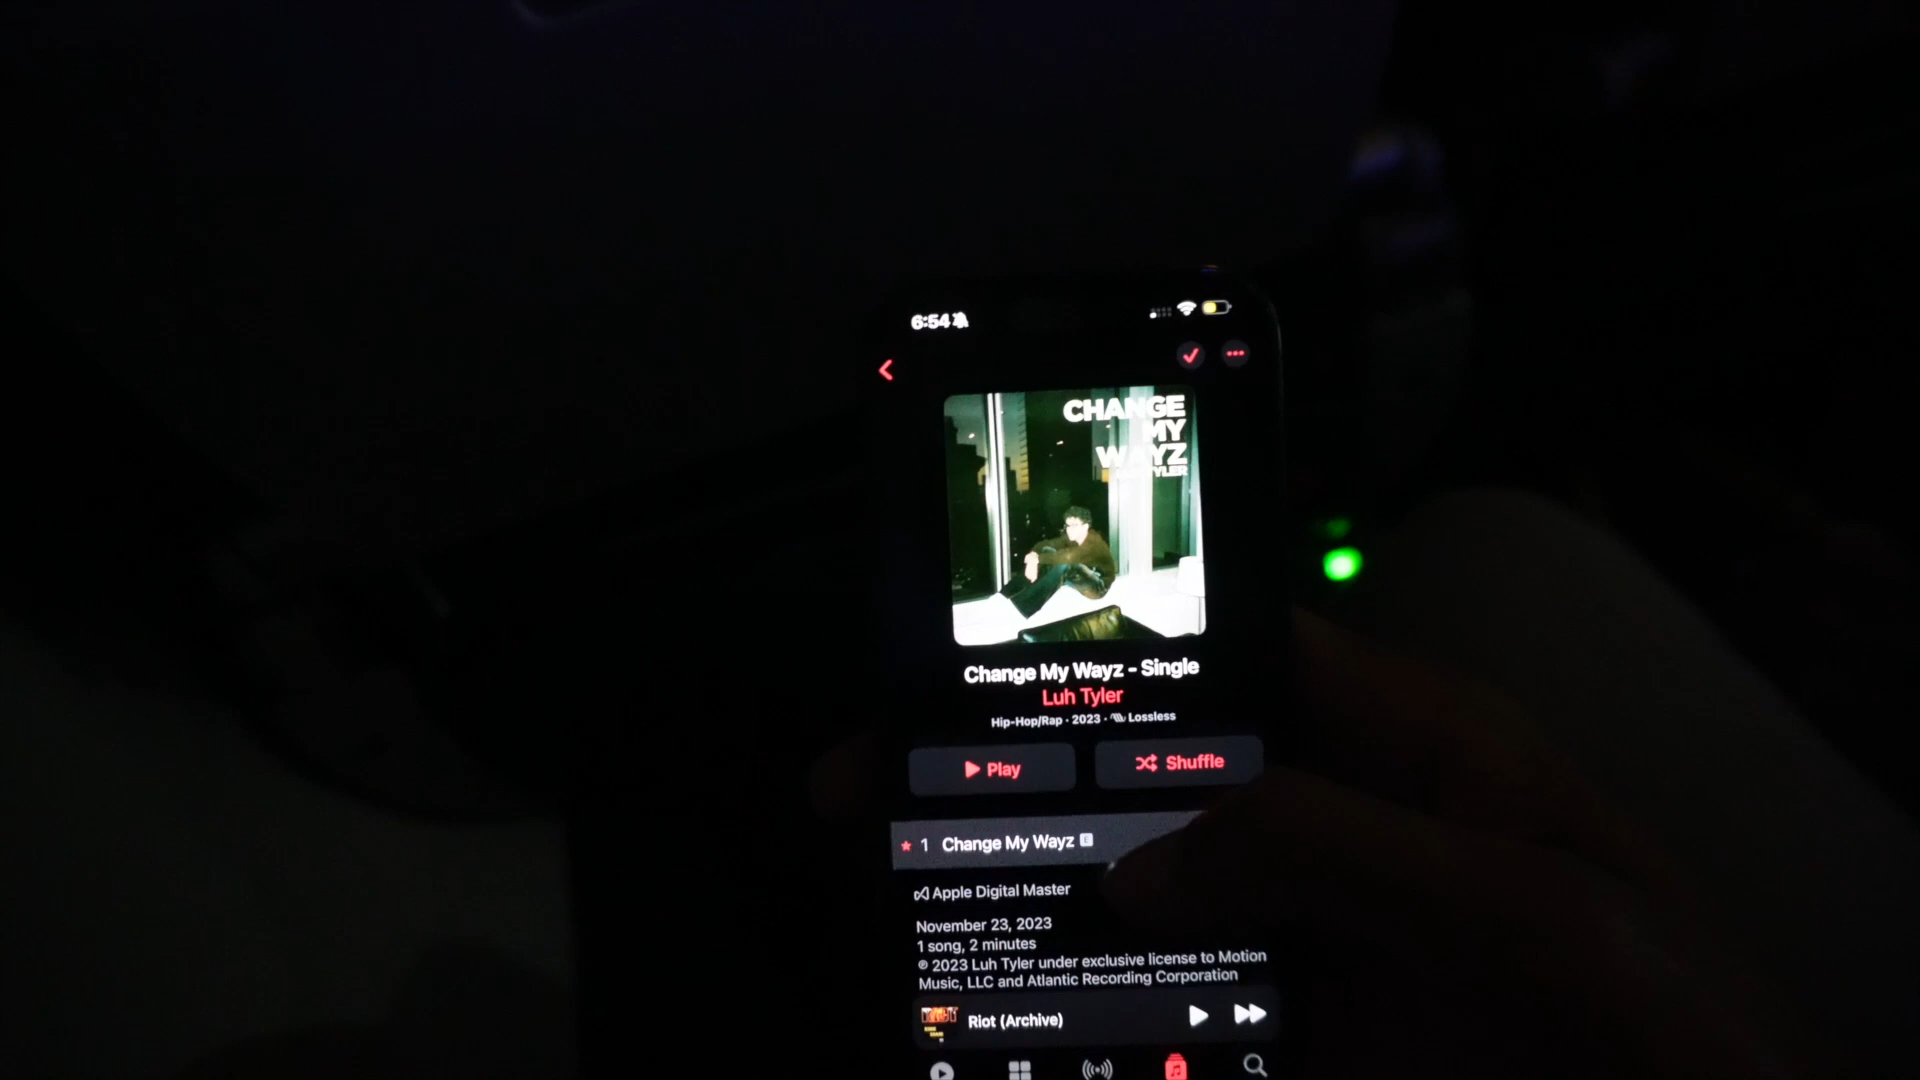 6:54
CHANGE
MY
WAYZ
TYLER
Change My Wayz - Single
Luh Tyler
Hip-Hop/Rap · 2023 · Lossless
Play
Shuffle
★ 1 Change My Wayz E
Apple Digital Master
November 23, 2023
1 song, 2 minutes
℗ 2023 Luh Tyler under exclusive license to Motion
Music, LLC and Atlantic Recording Corporation
Riot (Archive)